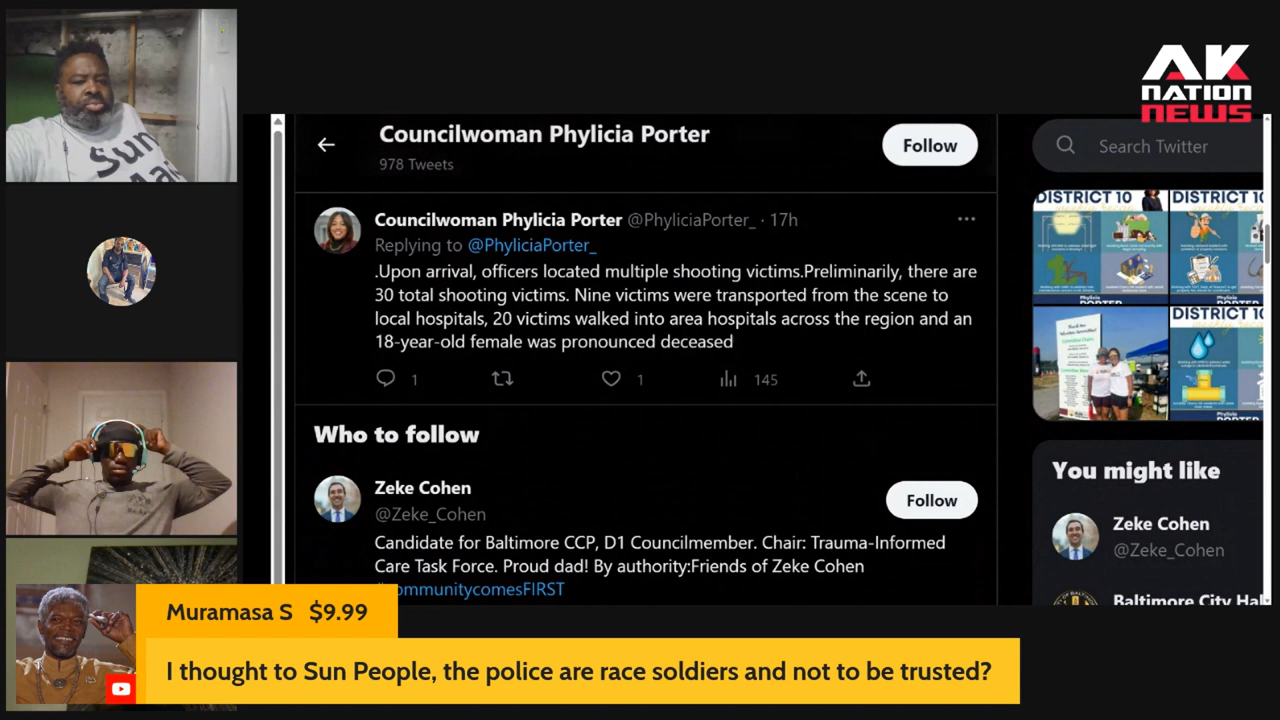 Sun
AK
NATION
NEWS
Councilwoman Phylicia Porter
978 Tweets
Follow
Search Twitter
Councilwoman Phylicia Porter @PhyliciaPorter_ · 17h
Replying to @PhyliciaPorter_
.Upon arrival, officers located multiple shooting victims.Preliminarily, there are
30 total shooting victims. Nine victims were transported from the scene to
local hospitals, 20 victims walked into area hospitals across the region and an
18-year-old female was pronounced deceased
1
1
145
DISTRICT 10
DISTRICT 10
DISTRICT 10
PORTER
Who to follow
Zeke Cohen
@Zeke_Cohen
Follow
Candidate for Baltimore CCP, D1 Councilmember. Chair: Trauma-Informed
Care Task Force. Proud dad! By authority:Friends of Zeke Cohen
ommunitycomesFIRST
You might like
Zeke Cohen
@Zeke_Cohen
Baltimore City Hal
Muramasa S $9.99
I thought to Sun People, the police are race soldiers and not to be trusted?